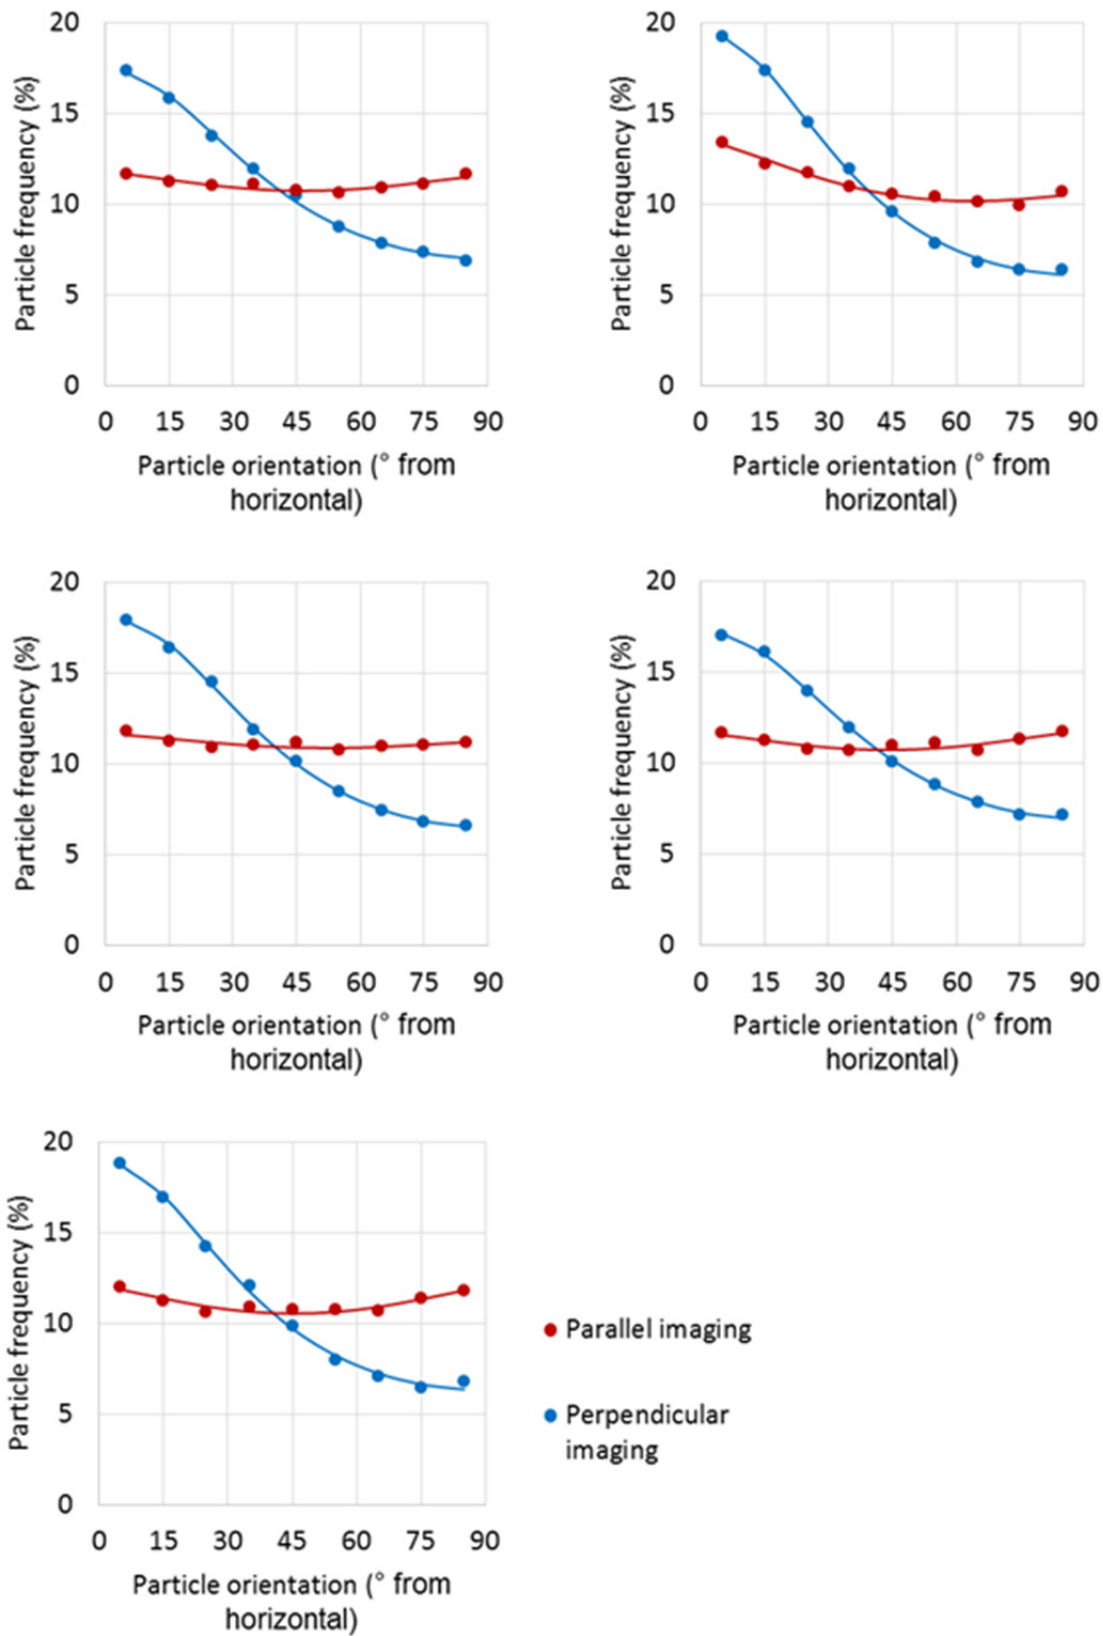 20
15
10
5
0
Particle frequency (%)
0 15 30 45 60 75 90
Particle orientation (° from
horizontal)
20
15
10
5
0
Particle frequency (%)
0 15 30 45 60 75 90
Particle orientation (° from
horizontal)
20
15
10
5
0
Particle frequency (%)
0 15 30 45 60 75 90
Particle orientation (° from
horizontal)
20
15
10
5
0
Particle frequency (%)
0 15 30 45 60 75 90
Particle orientation (° from
horizontal)
20
15
10
5
0
Particle frequency (%)
0 15 30 45 60 75 90
Particle orientation (° from
horizontal)
Parallel imaging
Perpendicular
imaging